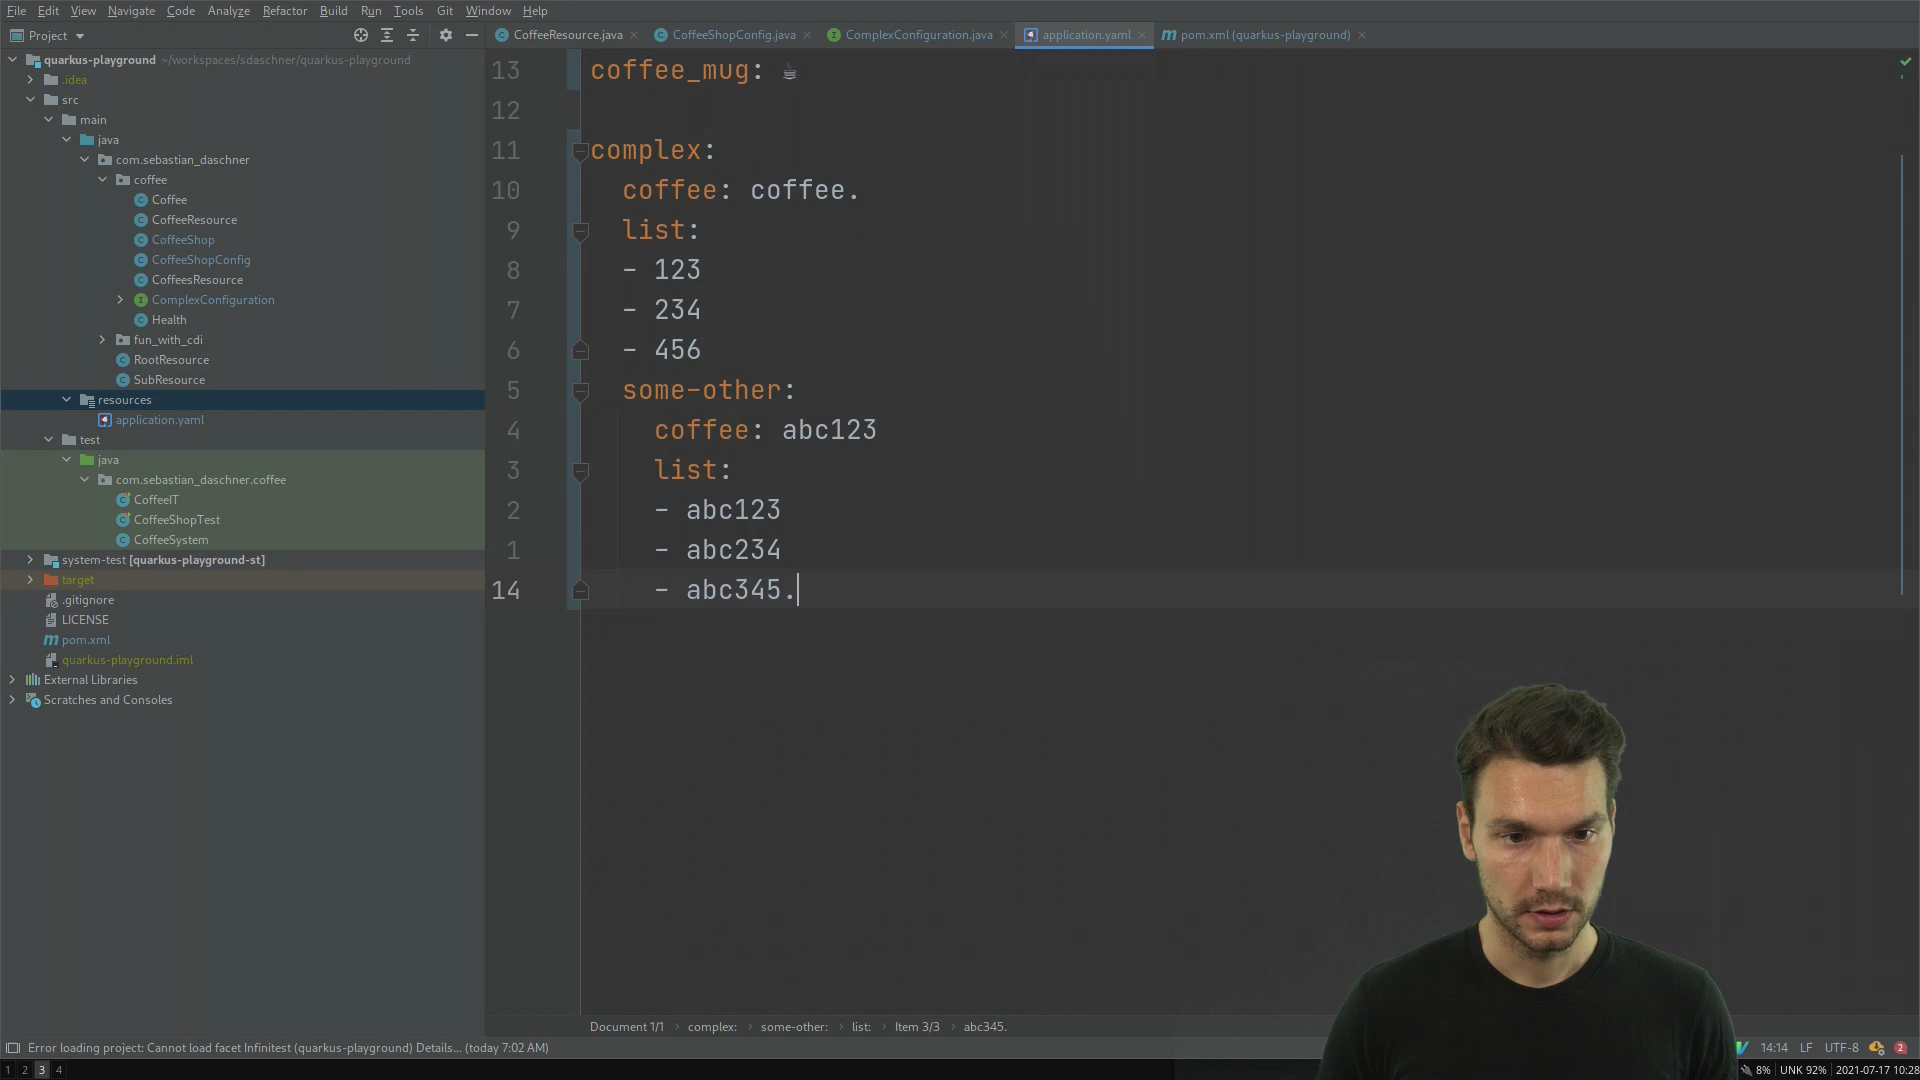 File Edit View Navigate Code Analyze Refactor Build Run Tools Git Window Help
Project
CoffeeResource.java CoffeeShopConfig.java ComplexConfiguration.java application.yaml pom.xml (quarkus-playground)
quarkus-playground ~/workspaces/sdaschner/quarkus-playground
.idea
src
main
java
com.sebastian_daschner
coffee
Coffee
CoffeeResource
CoffeeShop
CoffeeShopConfig
CoffeesResource
ComplexConfiguration
Health
fun_with_cdi
RootResource
SubResource
resources
application.yaml
test
java
com.sebastian_daschner.coffee
CoffeeIT
CoffeeShopTest
CoffeeSystem
system-test [quarkus-playground-st]
target
.gitignore
LICENSE
pom.xml
quarkus-playground.iml
External Libraries
Scratches and Consoles
13 coffee_mug: ☕
12
11 complex:
10 coffee: coffee.
9 list:
8 - 123
7 - 234
6 - 456
5 some-other:
4 coffee: abc123
3 list:
2 - abc123
1 - abc234
14 - abc345.
Document 1/1 › complex: › some-other: › list: › Item 3/3 › abc345.
Error loading project: Cannot load facet Infinitest (quarkus-playground) Details... (today 7:02 AM)
14:14 LF UTF-8 2
1 2 3 4
8% UNK 92% 2021-07-17 10:28